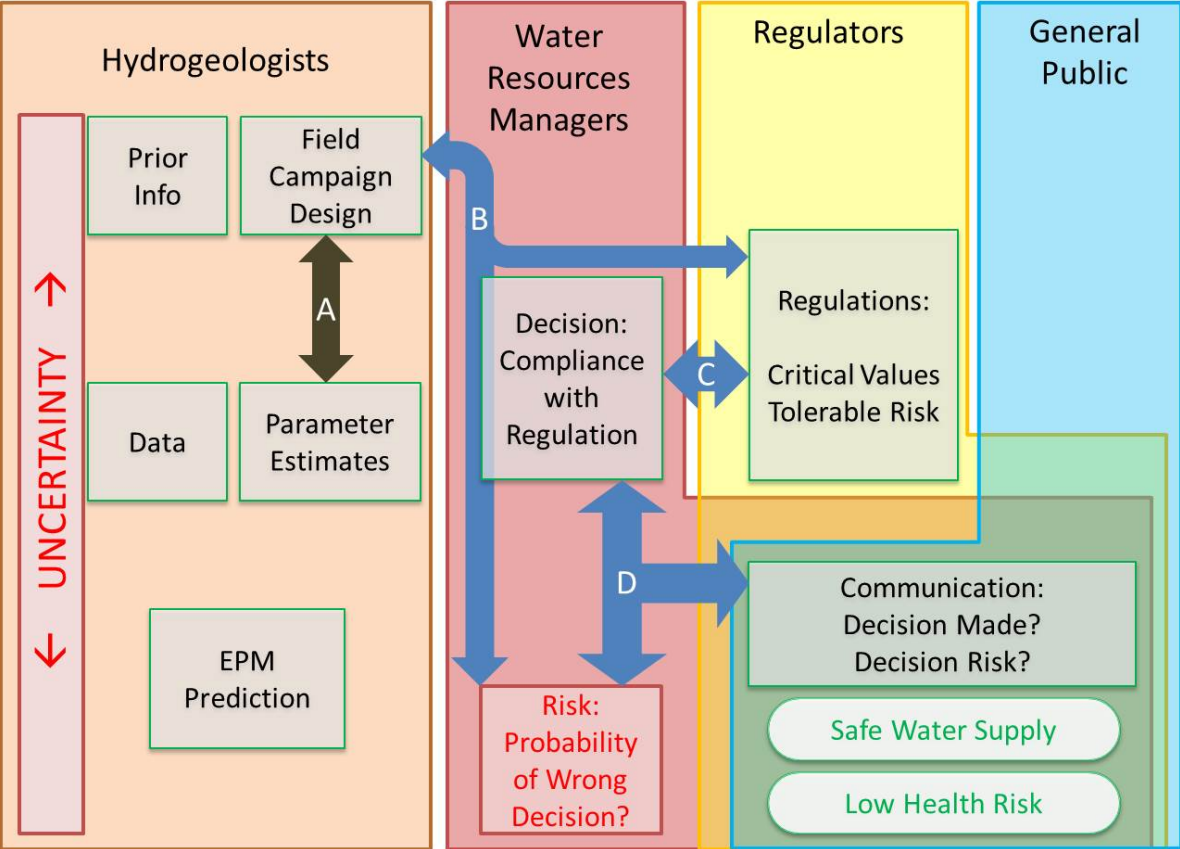 Hydrogeologists
UNCERTAINTY
Prior
Info
Field
Campaign
Design
A
Data
Parameter
Estimates
EPM
Prediction
Water
Resources
Managers
B
Decision:
Compliance
with
Regulation
C
D
Risk:
Probability
of Wrong
Decision?
Regulators
Regulations:
Critical Values
Tolerable Risk
General
Public
Communication:
Decision Made?
Decision Risk?
Safe Water Supply
Low Health Risk